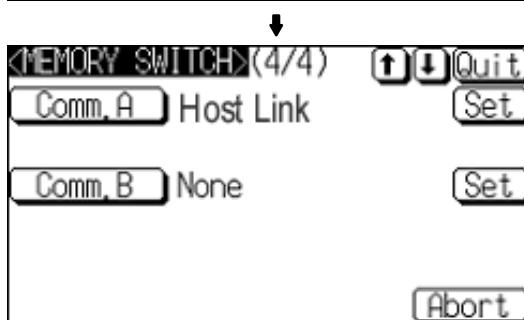 <MEMORY SWITCH>(4/4) ↑ ↓ Quit
Comm.A Host Link Set
Comm.B None Set
Abort